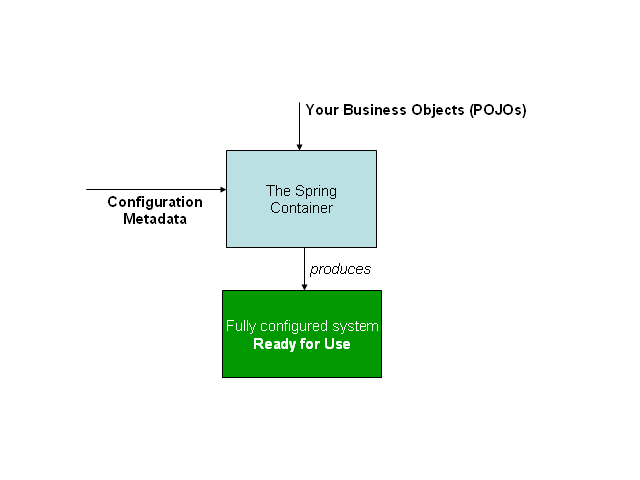 Your Business Objects (POJOs)
The Spring
Container
Configuration
Metadata
produces
Fully configured system
Ready for Use